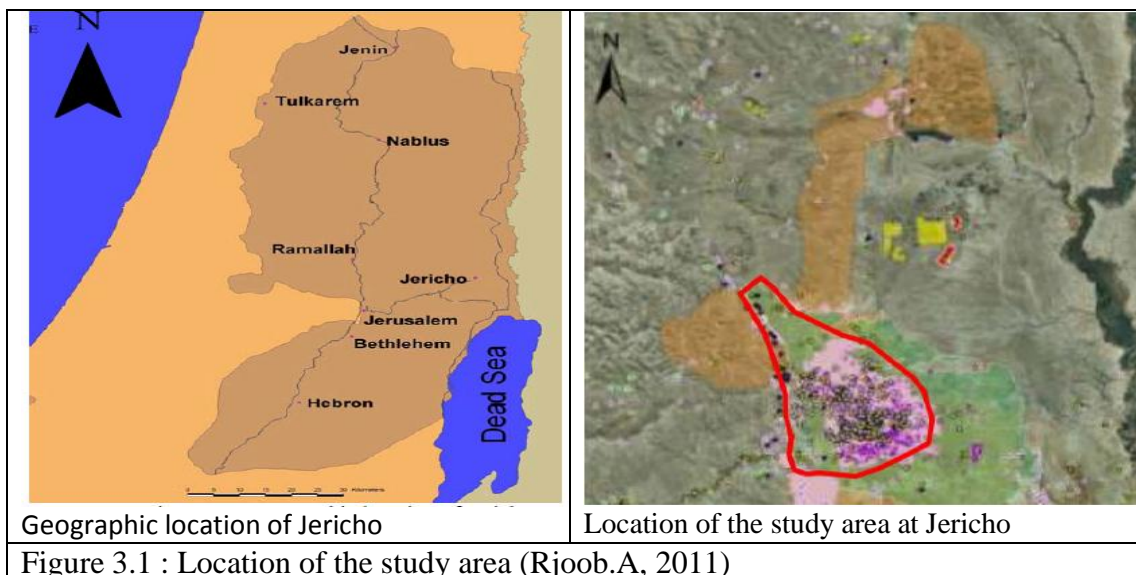 N
Jenin
Tulkarem
Nablus
Ramallah
Jericho
Jerusalem
Bethlehem
Hebron
Dead Sea
Geographic location of Jericho
N
Location of the study area at Jericho
Figure 3.1 : Location of the study area (Rjoob.A, 2011)